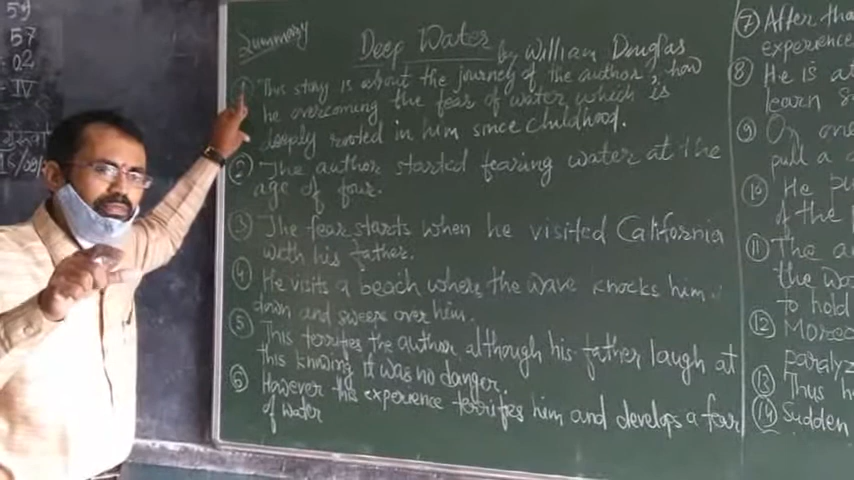 59
57
02
IV
15/09
Summary
Deep Water by William Douglas
① This story is about the journey of the author, how
he overcoming the fear of water which is
deeply rooted in him since childhood.
② The author started fearing water at the
age of four.
③ The fear starts when he visited California
with his father.
④ He visits a beach where the wave knocks him
down and sweeps over him.
⑤ This terrifies the author although his father laugh at
this knowing it was no danger.
⑥ However this experience terrifies him and develops a fear
of water
⑦ After
experience
⑧ He is
learn
⑨ On one
pull a
⑩ He
of the
⑪ The
the
to hold
⑫
⑬ Thus
⑭ Sudden